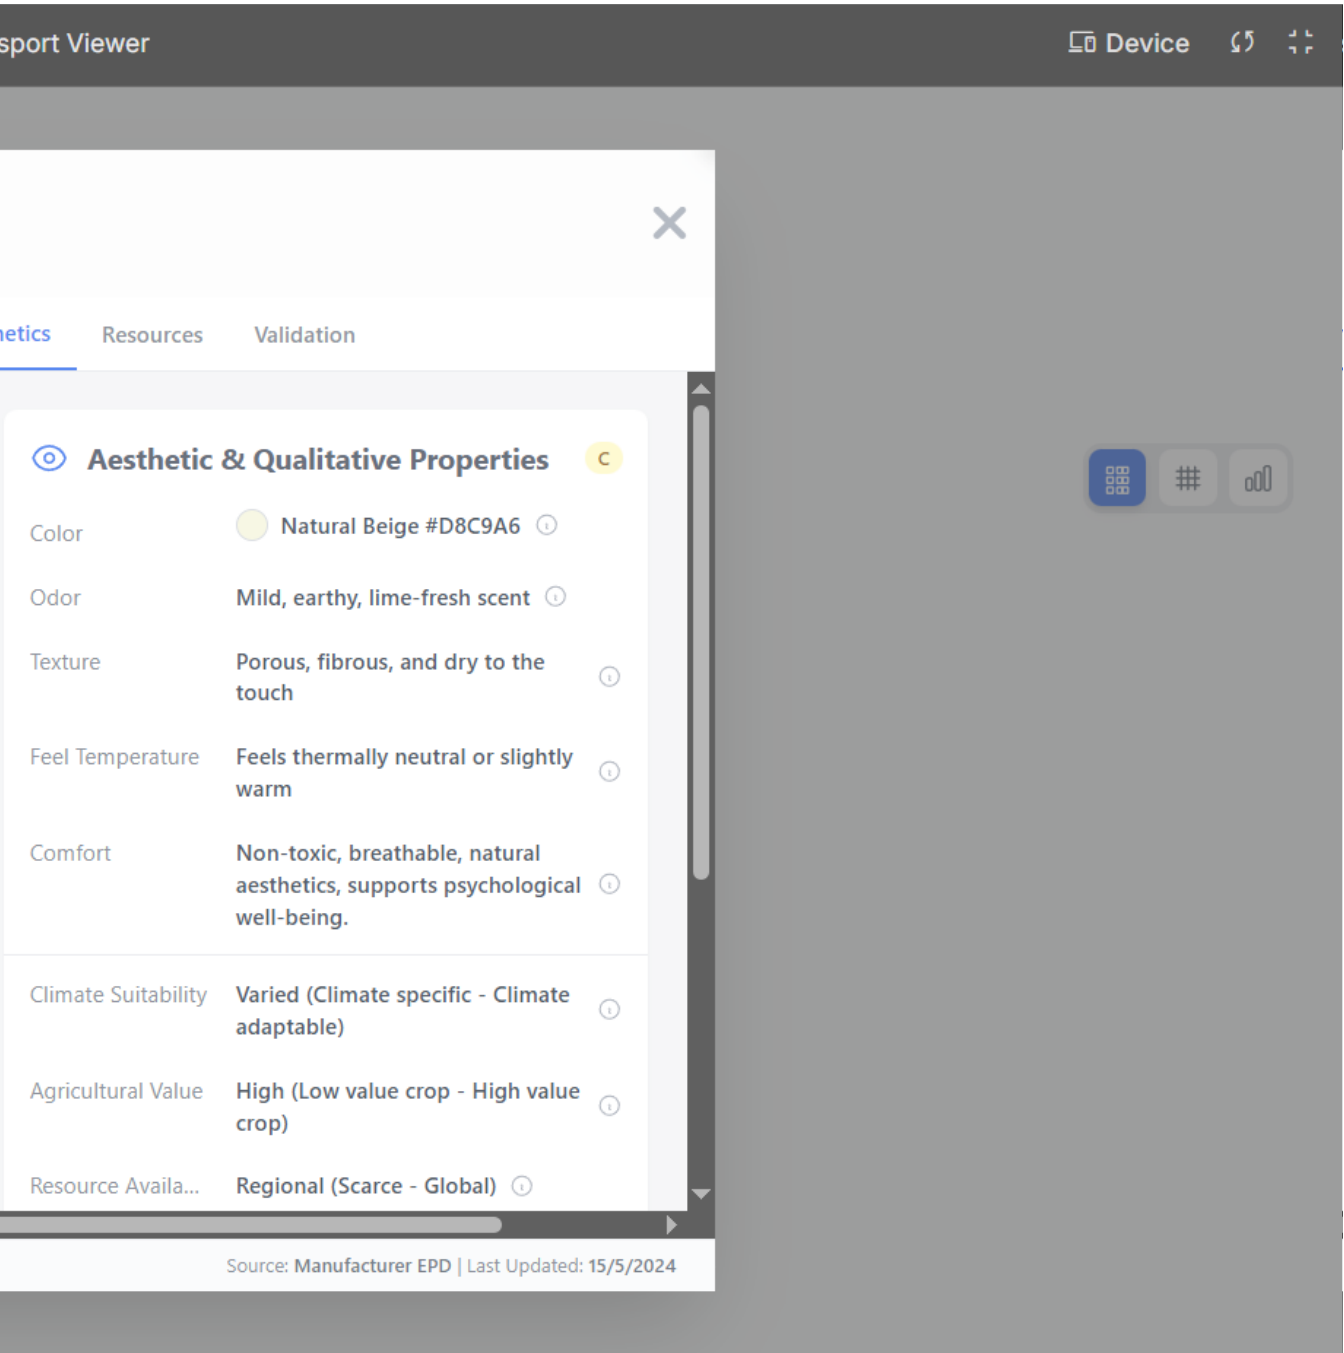 sport Viewer
Device
etics
Resources
Validation
Aesthetic & Qualitative Properties
C
Color
Natural Beige #D8C9A6
Odor
Mild, earthy, lime-fresh scent
Texture
Porous, fibrous, and dry to the
touch
Feel Temperature
Feels thermally neutral or slightly
warm
Comfort
Non-toxic, breathable, natural
aesthetics, supports psychological
well-being.
Climate Suitability
Varied (Climate specific - Climate
adaptable)
Agricultural Value
High (Low value crop - High value
crop)
Resource Availa...
Regional (Scarce - Global)
Source: Manufacturer EPD | Last Updated: 15/5/2024